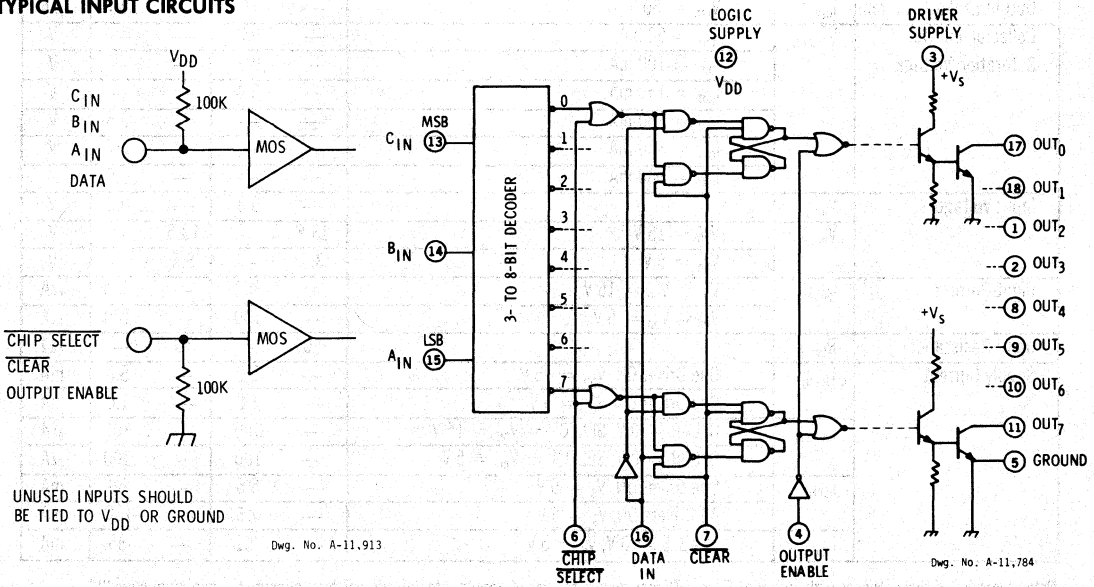 TYPICAL INPUT CIRCUITS
VDD
CIN
BIN
AIN
DATA
100K
MOS
CHIP SELECT
CLEAR
OUTPUT ENABLE
MOS
100K
UNUSED INPUTS SHOULD
BE TIED TO VDD OR GROUND
Dwg. No. A-11,913
LOGIC
SUPPLY
12
VDD
DRIVER
SUPPLY
3
+VS
MSB
CIN 13
BIN 14
LSB
AIN 15
3- TO 8-BIT DECODER
0
1
2
3
4
5
6
7
17 OUT0
18 OUT1
1 OUT2
2 OUT3
8 OUT4
+VS
9 OUT5
10 OUT6
11 OUT7
5 GROUND
6
CHIP
SELECT
16
DATA
IN
7
CLEAR
4
OUTPUT
ENABLE
Dwg. No. A-11,784